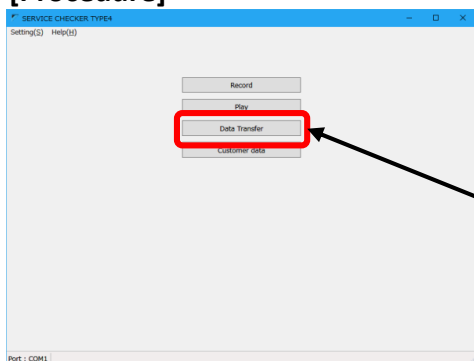 [Procedure]
SERVICE CHECKER TYPE4
Setting(S) Help(H)
Record
Play
Data Transfer
Customer data
Port : COM1